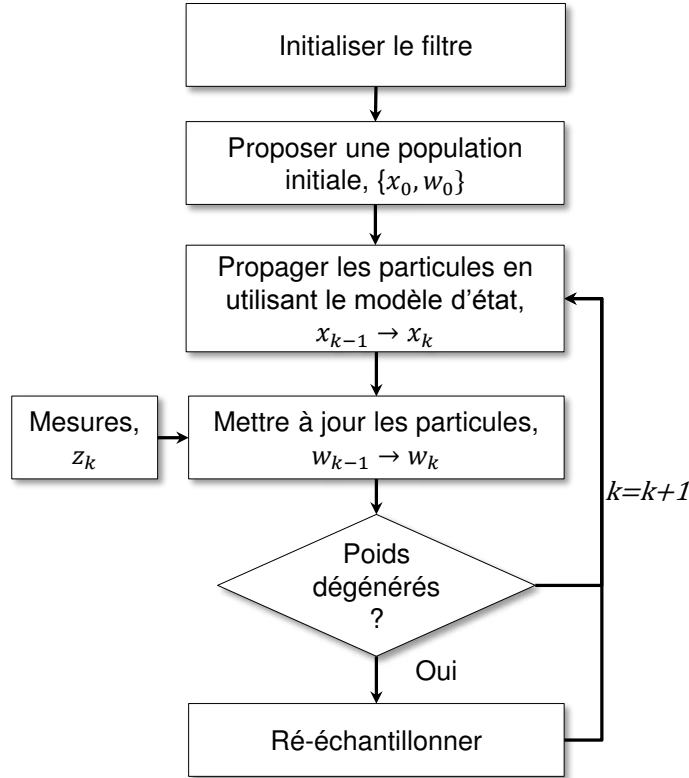 Initialiser le filtre
Proposer une population
initiale, {x₀, w₀}
Propager les particules en
utilisant le modèle d'état,
xₖ₋₁ → xₖ
Mesures,
zₖ
Mettre à jour les particules,
wₖ₋₁ → wₖ
k=k+1
Poids
dégénérés
?
Oui
Ré-échantillonner